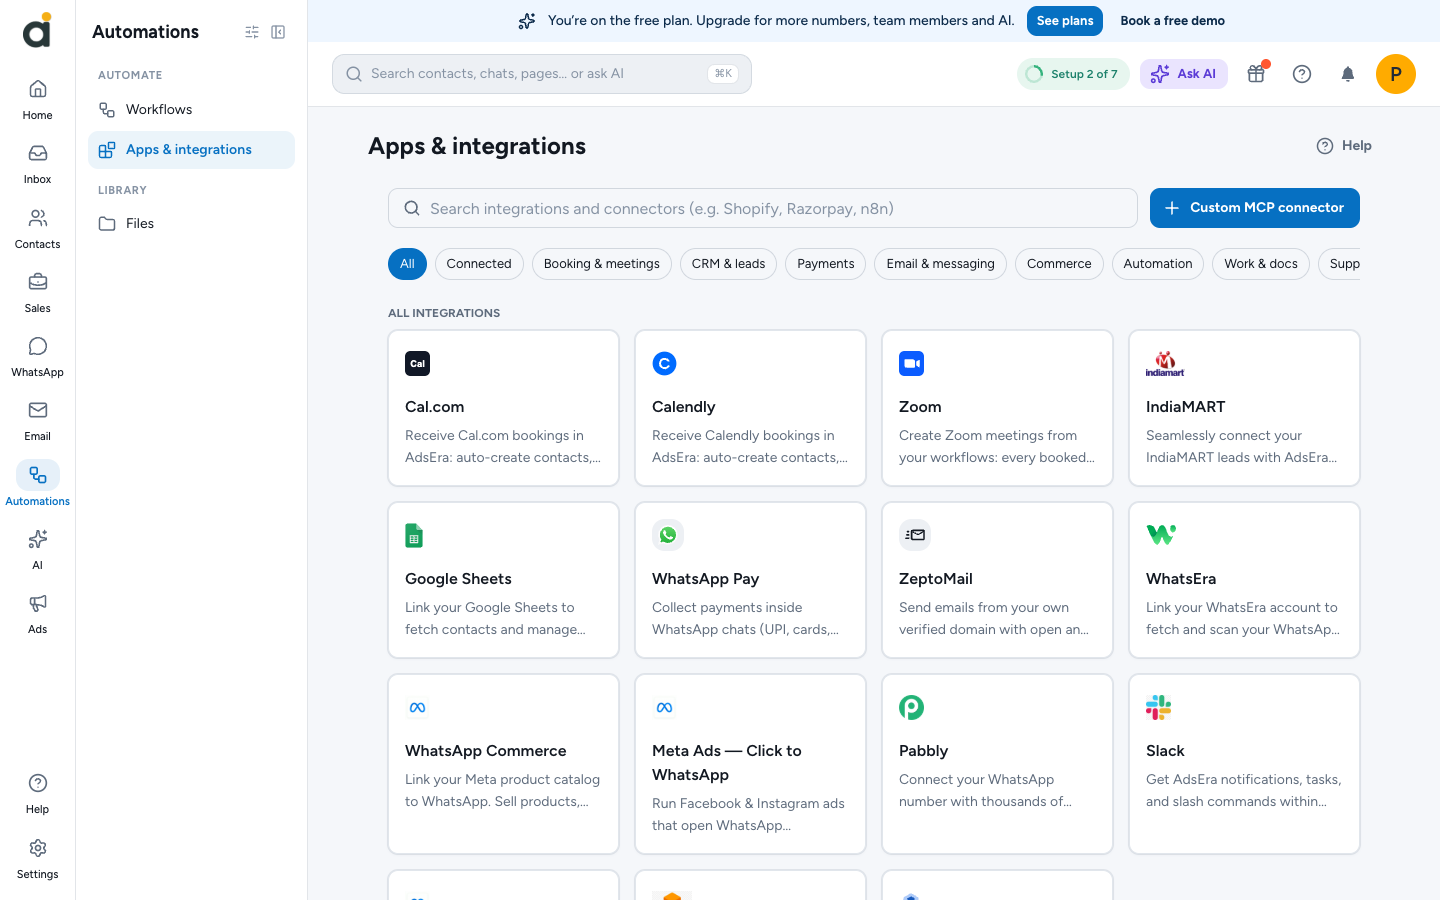 You're on the free plan. Upgrade for more numbers, team members and AI.
See plans
Book a free demo
Automations
AUTOMATE
Workflows
Apps & integrations
LIBRARY
Files
Home
Inbox
Contacts
Sales
WhatsApp
Email
Automations
AI
Ads
Help
Settings
Search contacts, chats, pages... or ask AI
⌘K
Setup 2 of 7
Ask AI
P
Apps & integrations
Help
Search integrations and connectors (e.g. Shopify, Razorpay, n8n)
Custom MCP connector
All
Connected
Booking & meetings
CRM & leads
Payments
Email & messaging
Commerce
Automation
Work & docs
Supp
ALL INTEGRATIONS
Cal
Cal.com
Receive Cal.com bookings in
AdsEra: auto-create contacts,...
C
Calendly
Receive Calendly bookings in
AdsEra: auto-create contacts,...
Zoom
Create Zoom meetings from
your workflows: every booked...
indiamart
IndiaMART
Seamlessly connect your
IndiaMART leads with AdsEra...
Google Sheets
Link your Google Sheets to
fetch contacts and manage...
WhatsApp Pay
Collect payments inside
WhatsApp chats (UPI, cards,...
ZeptoMail
Send emails from your own
verified domain with open an...
WhatsEra
Link your WhatsEra account to
fetch and scan your WhatsAp...
WhatsApp Commerce
Link your Meta product catalog
to WhatsApp. Sell products,...
Meta Ads — Click to
WhatsApp
Run Facebook & Instagram ads
that open WhatsApp...
Pabbly
Connect your WhatsApp
number with thousands of...
Slack
Get AdsEra notifications, tasks,
and slash commands within...